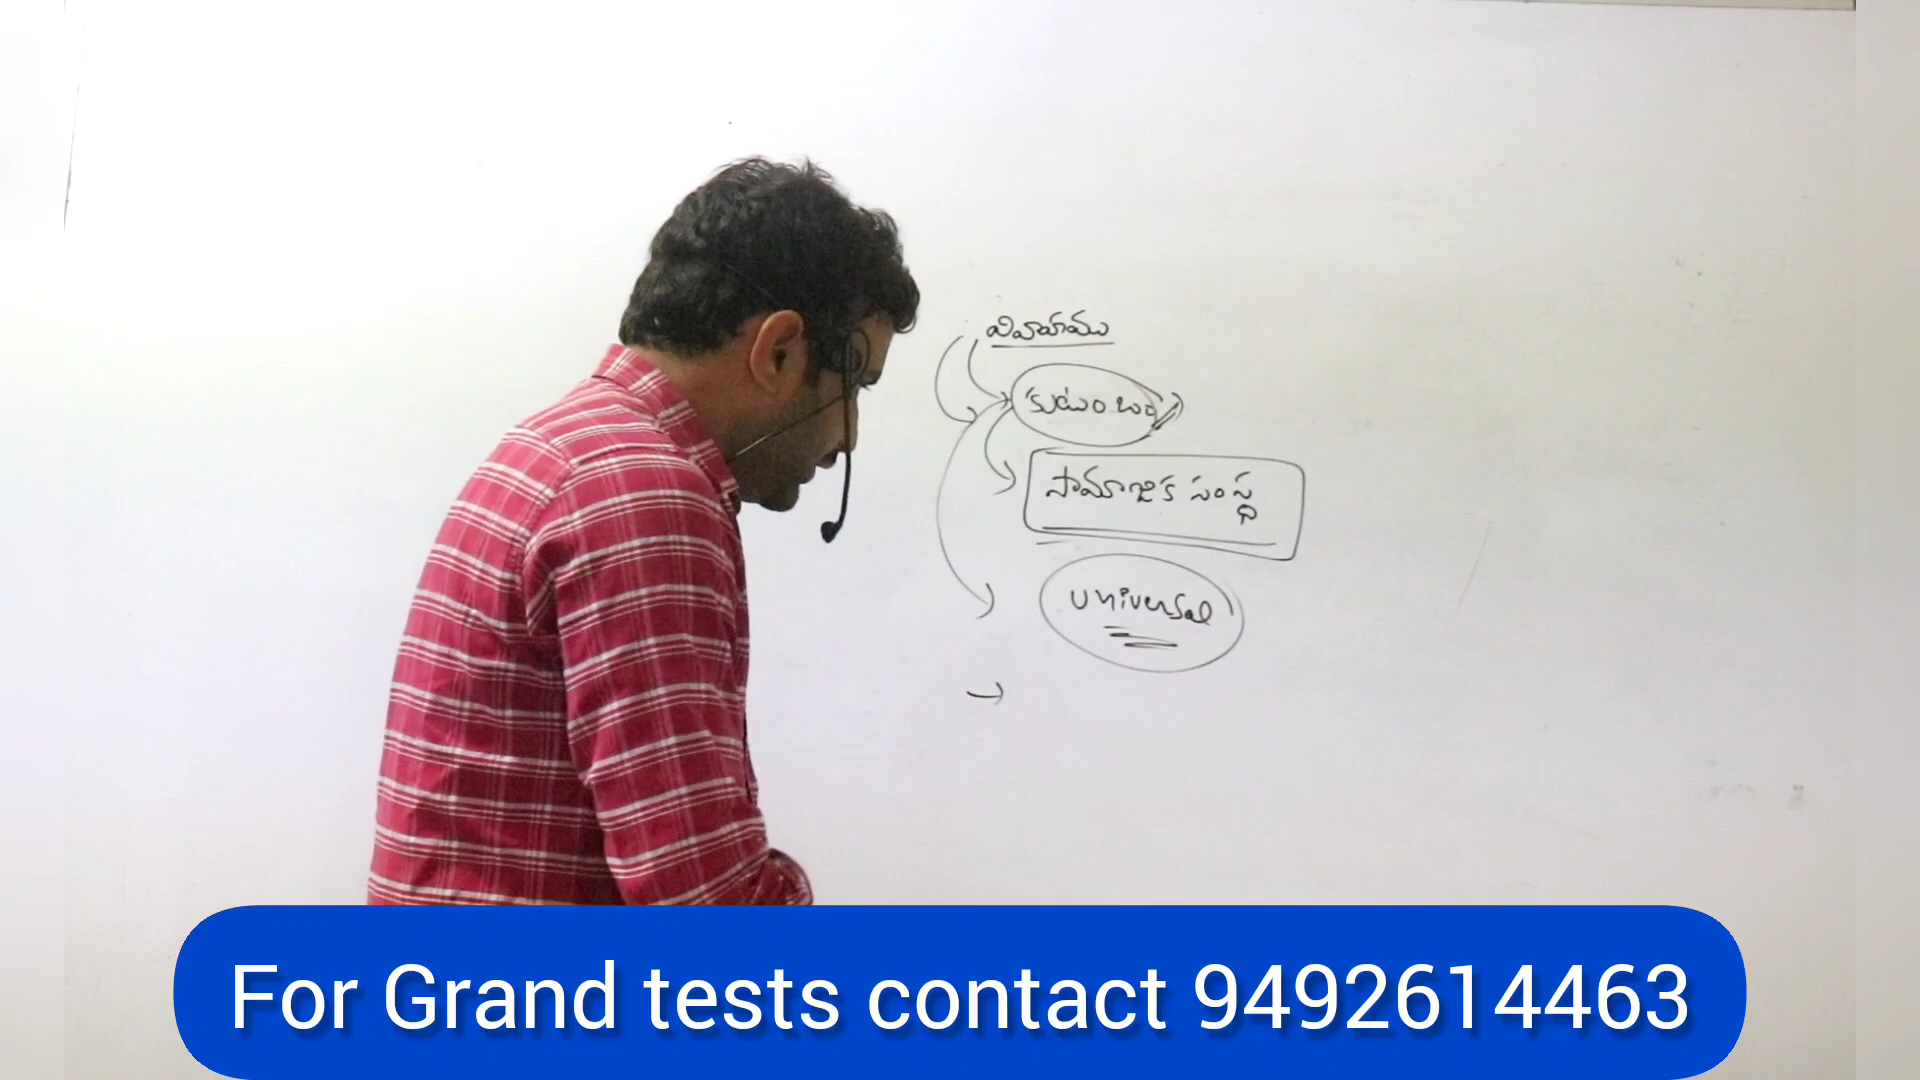 వివాహము
కుటుంబం
సామాజిక సంస్థ
universal
→
For Grand tests contact 9492614463